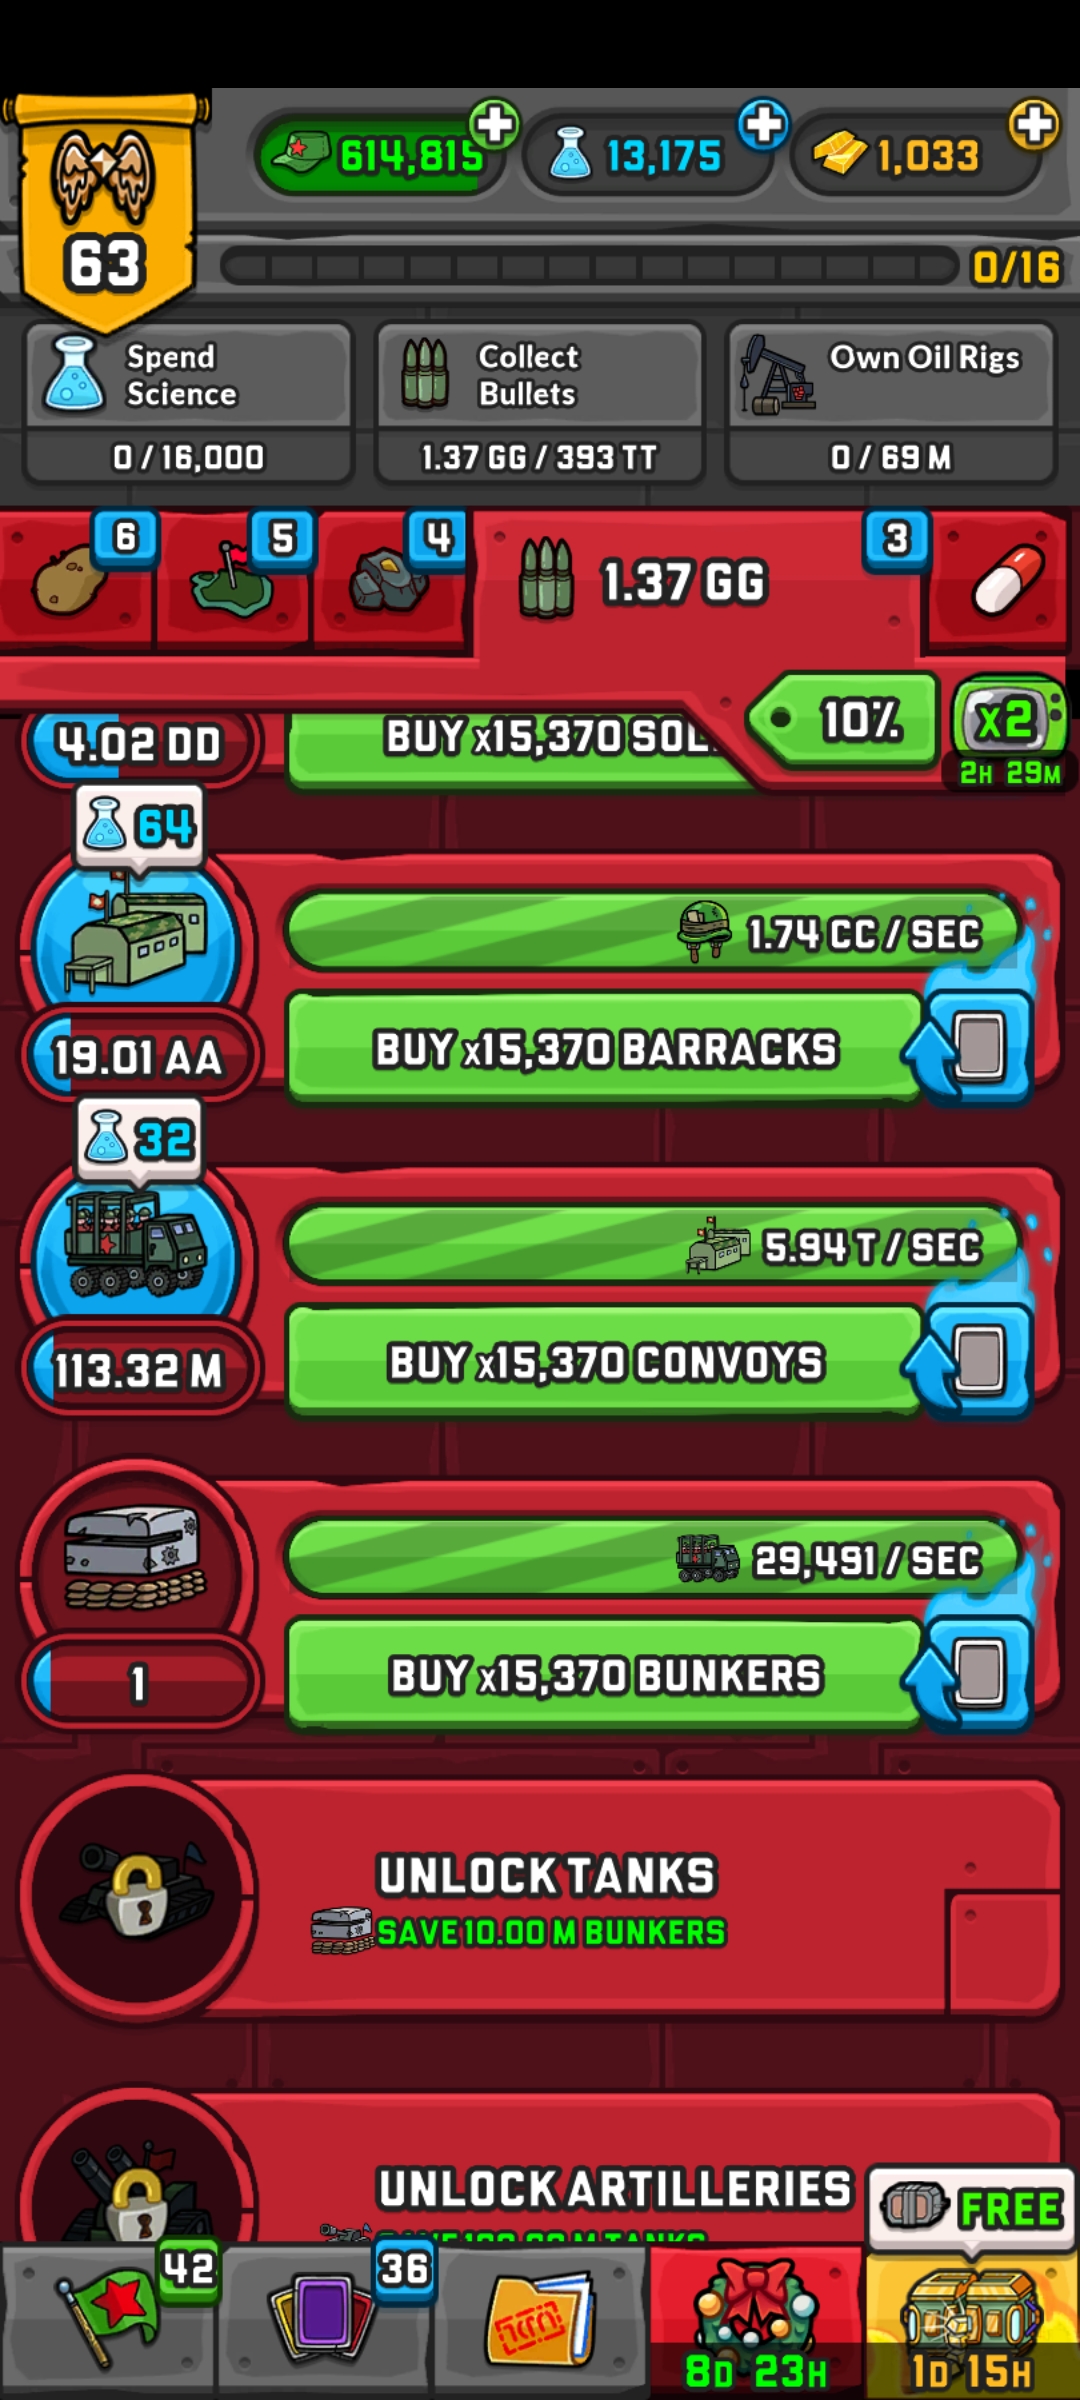 614,815
13,175
1,033
63
0/16
Spend
Science
Collect
Bullets
Own Oil Rigs
0 / 16,000
1.37 GG / 393 TT
0 / 69 M
6
5
4
1.37 GG
3
10%
x2
2H 29M
4.02 DD
BUY x15,370 SOL
64
1.74 CC / SEC
19.01 AA
BUY x15,370 BARRACKS
32
5.94 T / SEC
113.32 M
BUY x15,370 CONVOYS
29,491 / SEC
1
BUY x15,370 BUNKERS
UNLOCK TANKS
SAVE 10.00 M BUNKERS
UNLOCK ARTILLERIES
FREE
42
36
8D 23H
1D 15H